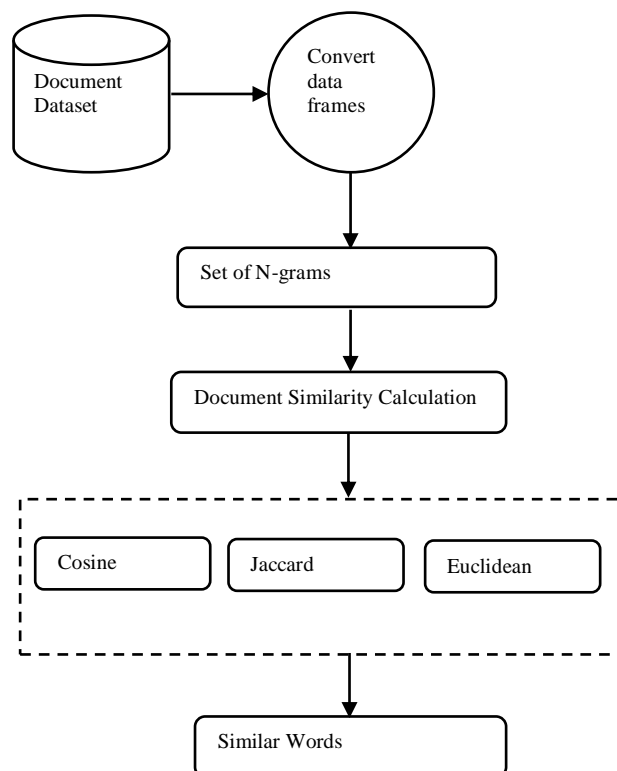 Document
Dataset
Convert
data
frames
Set of N-grams
Document Similarity Calculation
Cosine
Jaccard
Euclidean
Similar Words